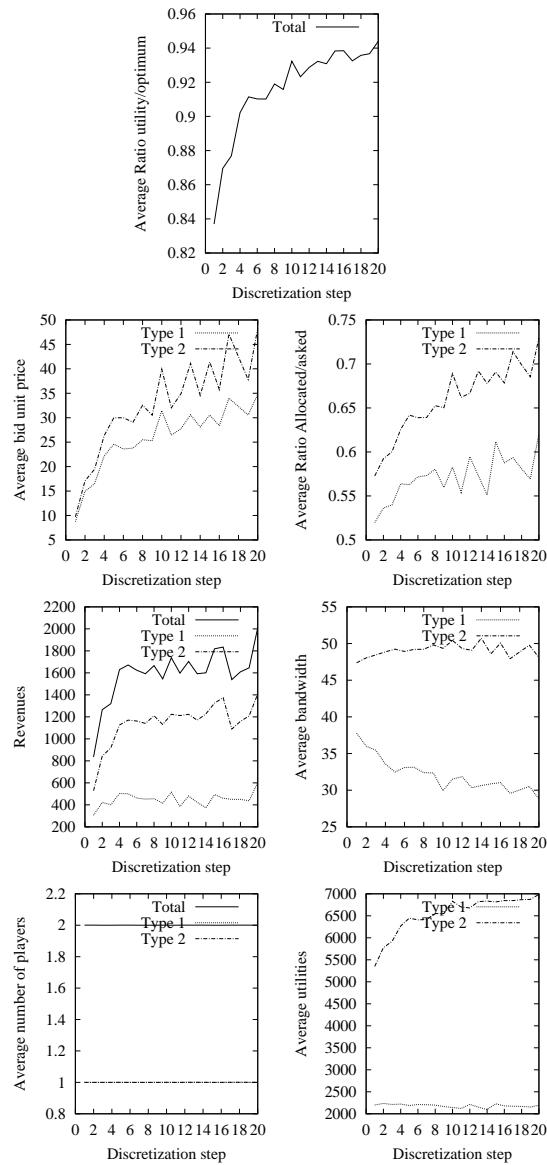 Average Ratio utility/optimum
0.96
0.94
0.92
0.9
0.88
0.86
0.84
0.82
Total
0 2 4 6 8 10 12 14 16 18 20
Discretization step
Average bid unit price
50
45
40
35
30
25
20
15
10
5
Type 1
Type 2
0 2 4 6 8 10 12 14 16 18 20
Discretization step
Average Ratio Allocated/asked
0.75
0.7
0.65
0.6
0.55
0.5
Type 1
Type 2
0 2 4 6 8 10 12 14 16 18 20
Discretization step
Revenues
2200
2000
1800
1600
1400
1200
1000
800
600
400
200
Total
Type 1
Type 2
0 2 4 6 8 10 12 14 16 18 20
Discretization step
Average bandwidth
55
50
45
40
35
30
25
Type 1
Type 2
0 2 4 6 8 10 12 14 16 18 20
Discretization step
Average number of players
2.2
2
1.8
1.6
1.4
1.2
1
0.8
Total
Type 1
Type 2
0 2 4 6 8 10 12 14 16 18 20
Discretization step
Average utilities
7000
6500
6000
5500
5000
4500
4000
3500
3000
2500
2000
Type 1
Type 2
0 2 4 6 8 10 12 14 16 18 20
Discretization step